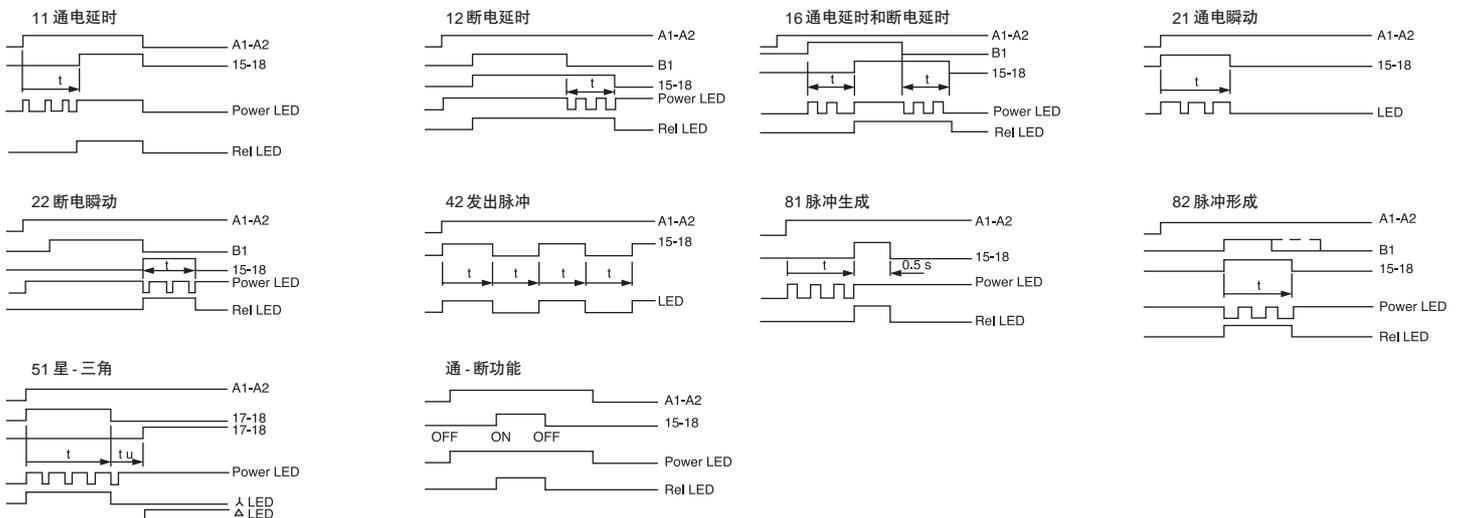 11 通电延时
A1-A2
15-18
t
Power LED
Rel LED
12 断电延时
A1-A2
B1
t
15-18
Power LED
Rel LED
16 通电延时和断电延时
A1-A2
B1
15-18
t
t
Power LED
Rel LED
21 通电瞬动
A1-A2
15-18
t
LED
22 断电瞬动
A1-A2
B1
t
15-18
Power LED
Rel LED
42 发出脉冲
A1-A2
15-18
t
t
t
t
LED
81 脉冲生成
A1-A2
15-18
t
0.5 s
Power LED
Rel LED
82 脉冲形成
A1-A2
B1
15-18
t
Power LED
Rel LED
51 星 - 三角
A1-A2
17-18
17-18
t
t u
Power LED
⅄ LED
Δ LED
通 - 断功能
A1-A2
15-18
OFF
ON
OFF
Power LED
Rel LED